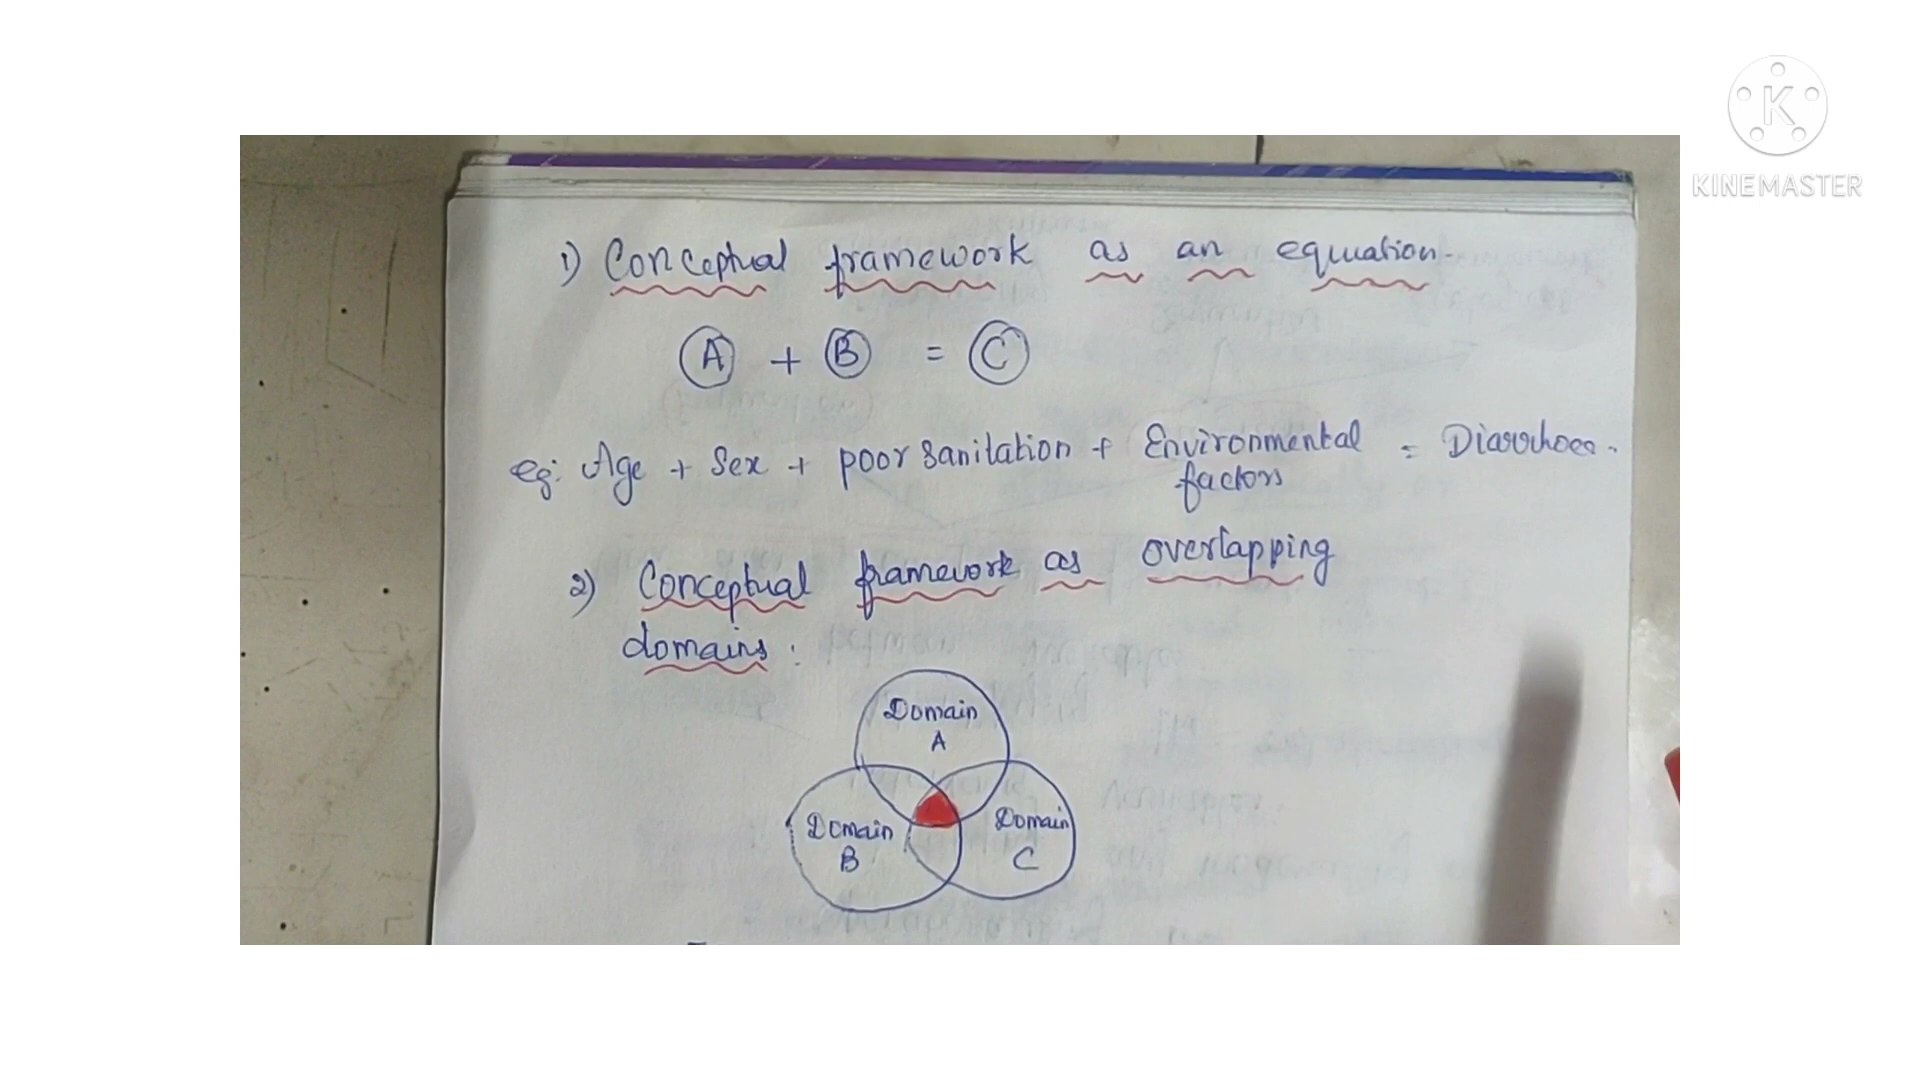 K
KINEMASTER
1) Conceptual framework as an equation.
A + B = C
eg: Age + Sex + poor sanitation + Environmental factors = Diarrhoea.
2) Conceptual framework as overlapping
domains:
Domain
A
Domain
B
Domain
C